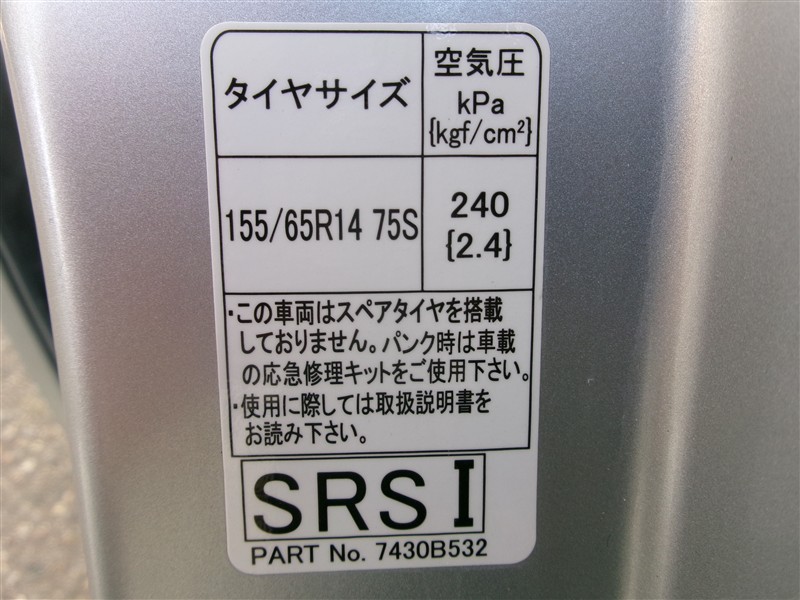 タイヤサイズ
空気圧
kPa
{kgf/cm²}
155/65R14 75S
240
{2.4}
・この車両はスペアタイヤを搭載
しておりません。パンク時は車載
の応急修理キットをご使用下さい。
・使用に際しては取扱説明書を
お読み下さい。
SRS I
PART No. 7430B532